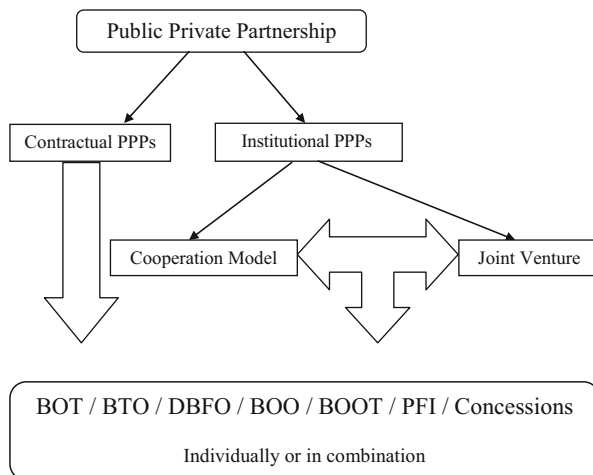 Public Private Partnership
Contractual PPPs
Institutional PPPs
Cooperation Model
Joint Venture
BOT / BTO / DBFO / BOO / BOOT / PFI / Concessions
Individually or in combination